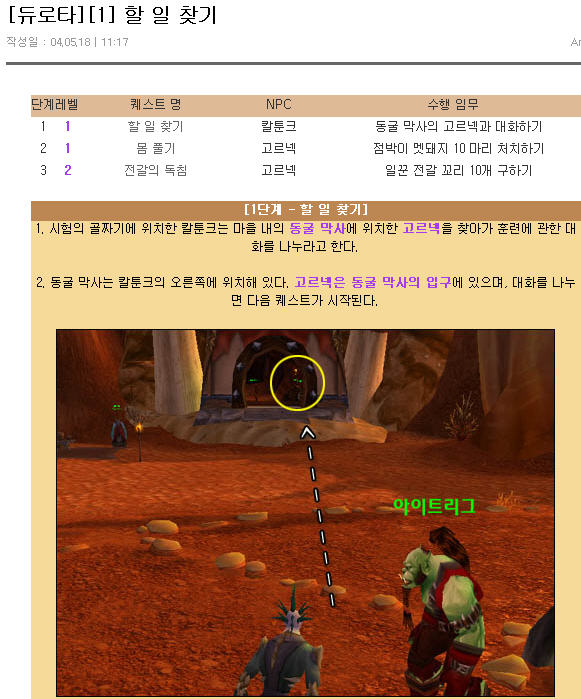 [듀로타][1] 할 일 찾기
작성일 : 04.05.18 | 11:17
단계 레벨 퀘스트 명 NPC 수행 임무
1 1 할 일 찾기 칼툰크 동굴 막사의 고르넥과 대화하기
2 1 몸 풀기 고르넥 점박이 멧돼지 10 마리 처치하기
3 2 전갈의 독침 고르넥 일꾼 전갈 꼬리 10개 구하기
[1단계 - 할 일 찾기]
1. 시험의 골짜기에 위치한 칼툰크는 마을 내의 동굴 막사에 위치한 고르넥을 찾아가 훈련에 관한 대
화를 나누라고 한다.
2. 동굴 막사는 칼툰크의 오른쪽에 위치해 있다. 고르넥은 동굴 막사의 입구에 있으며, 대화를 나누
면 다음 퀘스트가 시작된다.
아이트리그